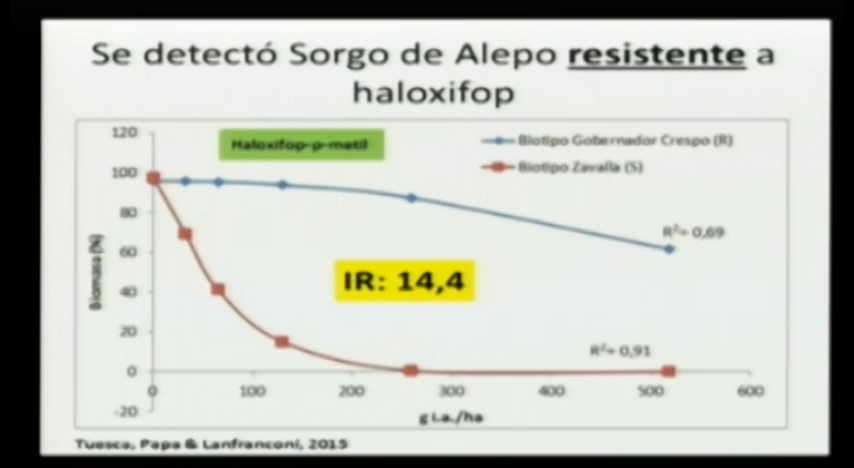 Se detectó Sorgo de Alepo resistente a
haloxifop
120
100
80
60
40
20
0
-20
Biomasa (%)
Haloxifop-p-metil
Biotipo Gobernador Crespo (R)
Biotipo Zavalla (S)
R²= 0,69
IR: 14,4
R²= 0,91
0 100 200 300 400 500 600
g i.a./ha
Tuesca, Papa & Lanfranconi, 2015